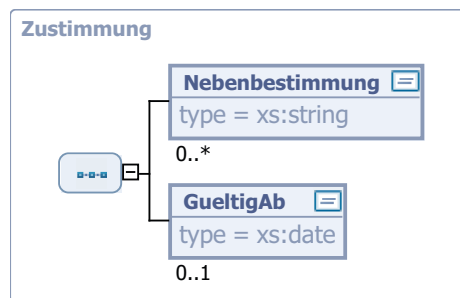 Zustimmung
Nebenbestimmung
type = xs:string
0..*
GueltigAb
type = xs:date
0..1